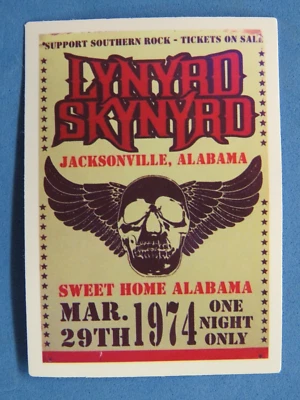 SUPPORT SOUTHERN ROCK - TICKETS ON SALE
LYNYRD
SKYNYRD
JACKSONVILLE, ALABAMA
SWEET HOME ALABAMA
MAR. 29TH
1974
ONE NIGHT ONLY